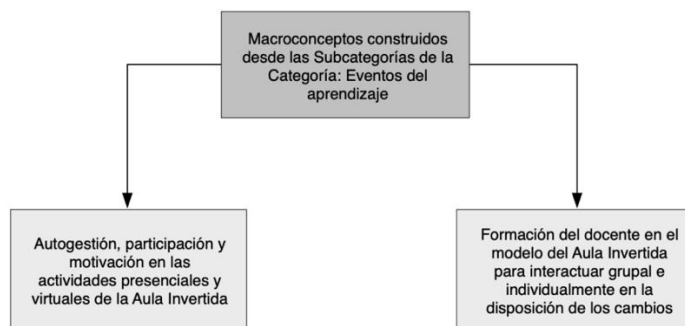 Macroconceptos construidos
desde las Subcategorías de la
Categoría: Eventos del
aprendizaje
Autogestión, participación y
motivación en las
actividades presenciales y
virtuales de la Aula Invertida
Formación del docente en el
modelo del Aula Invertida
para interactuar grupal e
individualmente en la
disposición de los cambios